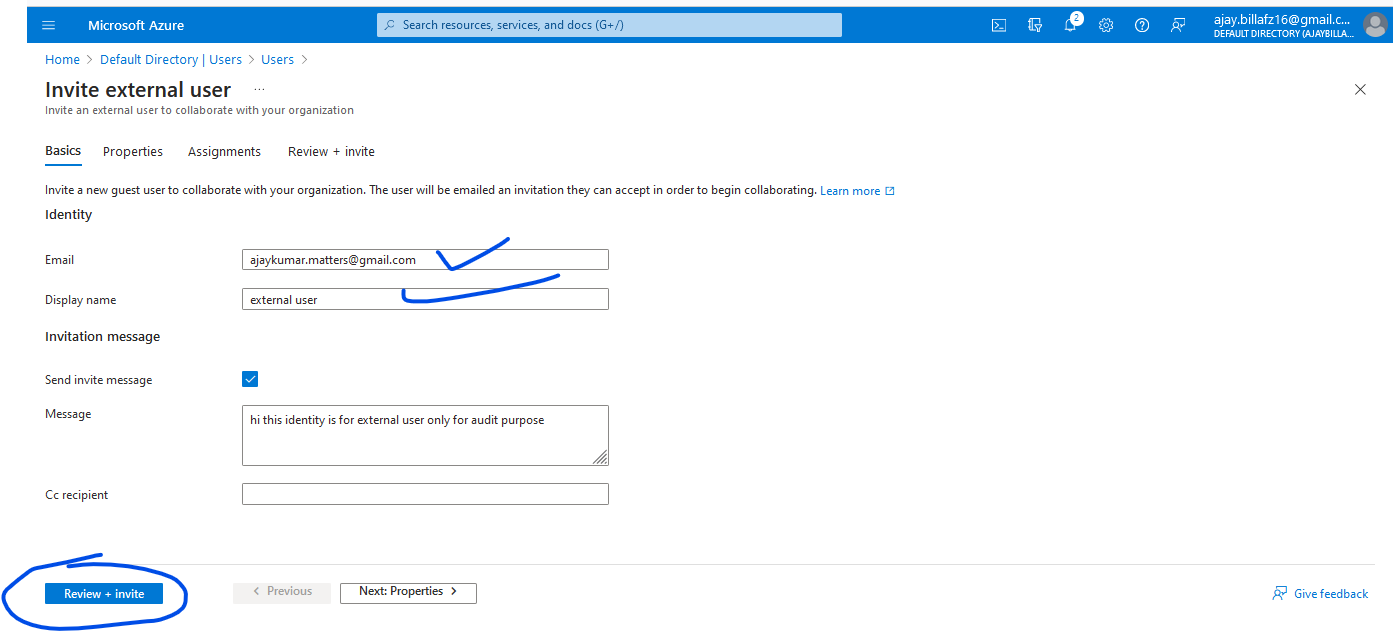 Microsoft Azure
Search resources, services, and docs (G+/)
2
ajay.billafz16@gmail.c...
DEFAULT DIRECTORY (AJAYBILLA...
Home > Default Directory | Users > Users >
Invite external user ...
Invite an external user to collaborate with your organization
Basics Properties Assignments Review + invite
Invite a new guest user to collaborate with your organization. The user will be emailed an invitation they can accept in order to begin collaborating. Learn more
Identity
Email ajaykumar.matters@gmail.com
Display name external user
Invitation message
Send invite message
Message hi this identity is for external user only for audit purpose
Cc recipient
Review + invite < Previous Next: Properties > Give feedback